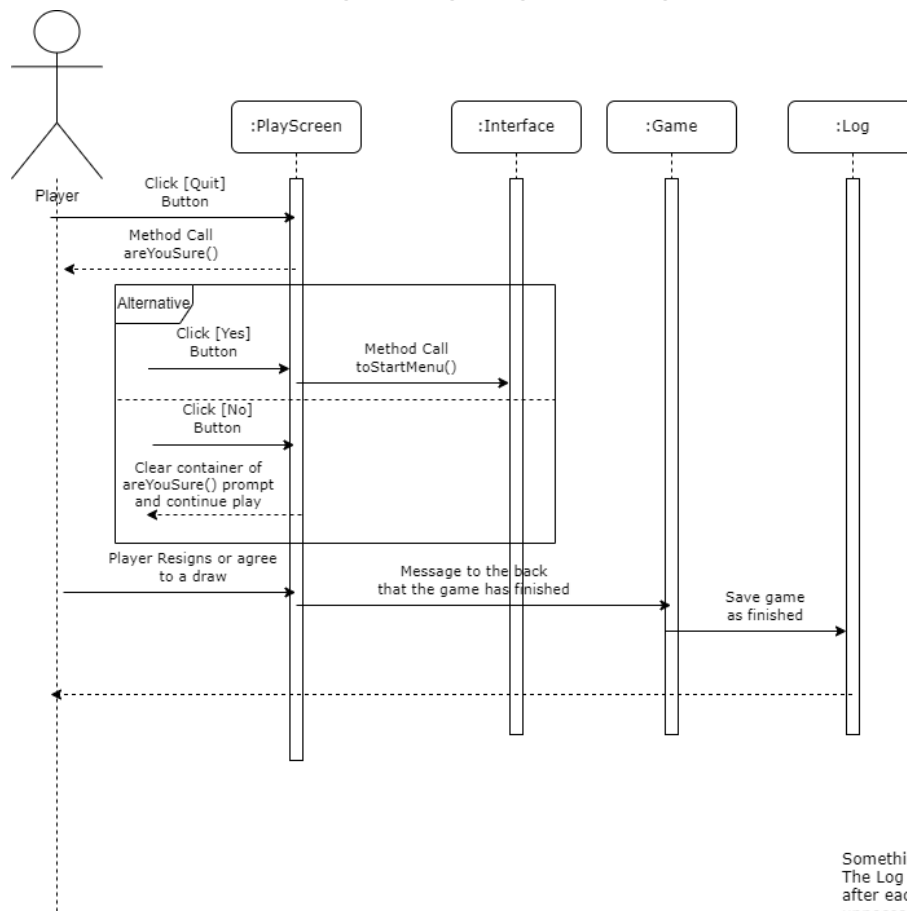 :PlayScreen
:Interface
:Game
:Log
Player
Click [Quit]
Button
Method Call
areYouSure()
Alternative
Click [Yes]
Button
Method Call
toStartMenu()
Click [No]
Button
Clear container of
areYouSure() prompt
and continue play
Player Resigns or agree
to a draw
Message to the back
that the game has finished
Save game
as finished
Somethi
The Log
after eac